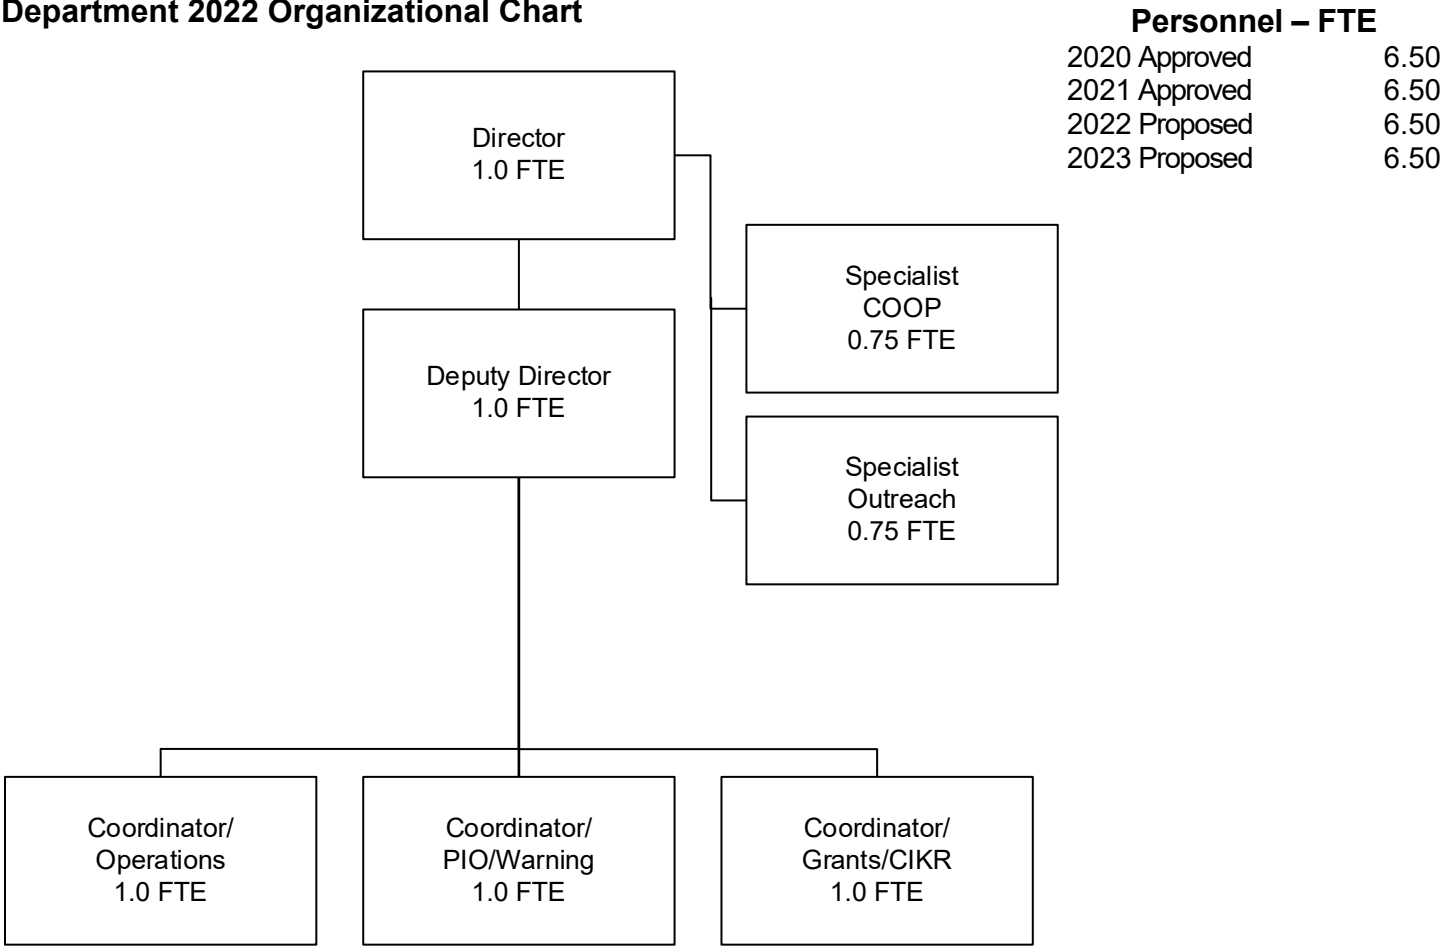 Department 2022 Organizational Chart
Personnel – FTE
2020 Approved 6.50
2021 Approved 6.50
2022 Proposed 6.50
2023 Proposed 6.50
Director
1.0 FTE
Specialist
COOP
0.75 FTE
Deputy Director
1.0 FTE
Specialist
Outreach
0.75 FTE
Coordinator/
Operations
1.0 FTE
Coordinator/
PIO/Warning
1.0 FTE
Coordinator/
Grants/CIKR
1.0 FTE